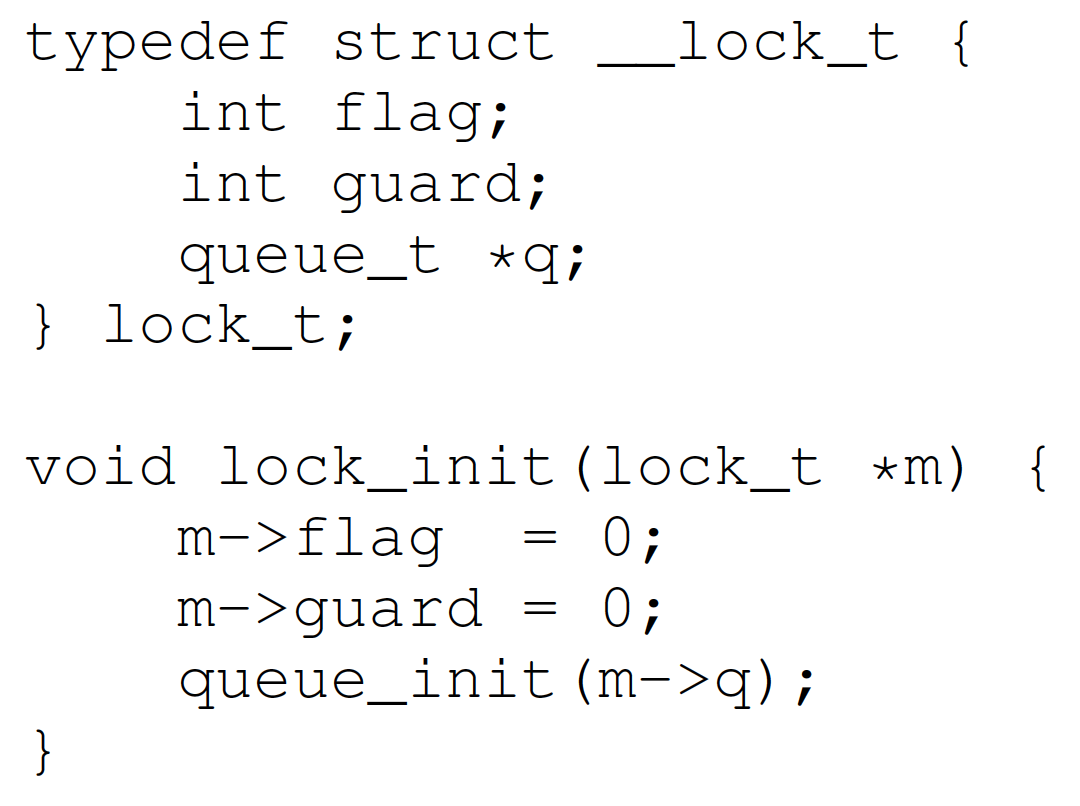 typedef struct __lock_t {
    int flag;
    int guard;
    queue_t *q;
} lock_t;

void lock_init(lock_t *m) {
    m->flag  = 0;
    m->guard = 0;
    queue_init(m->q);
}